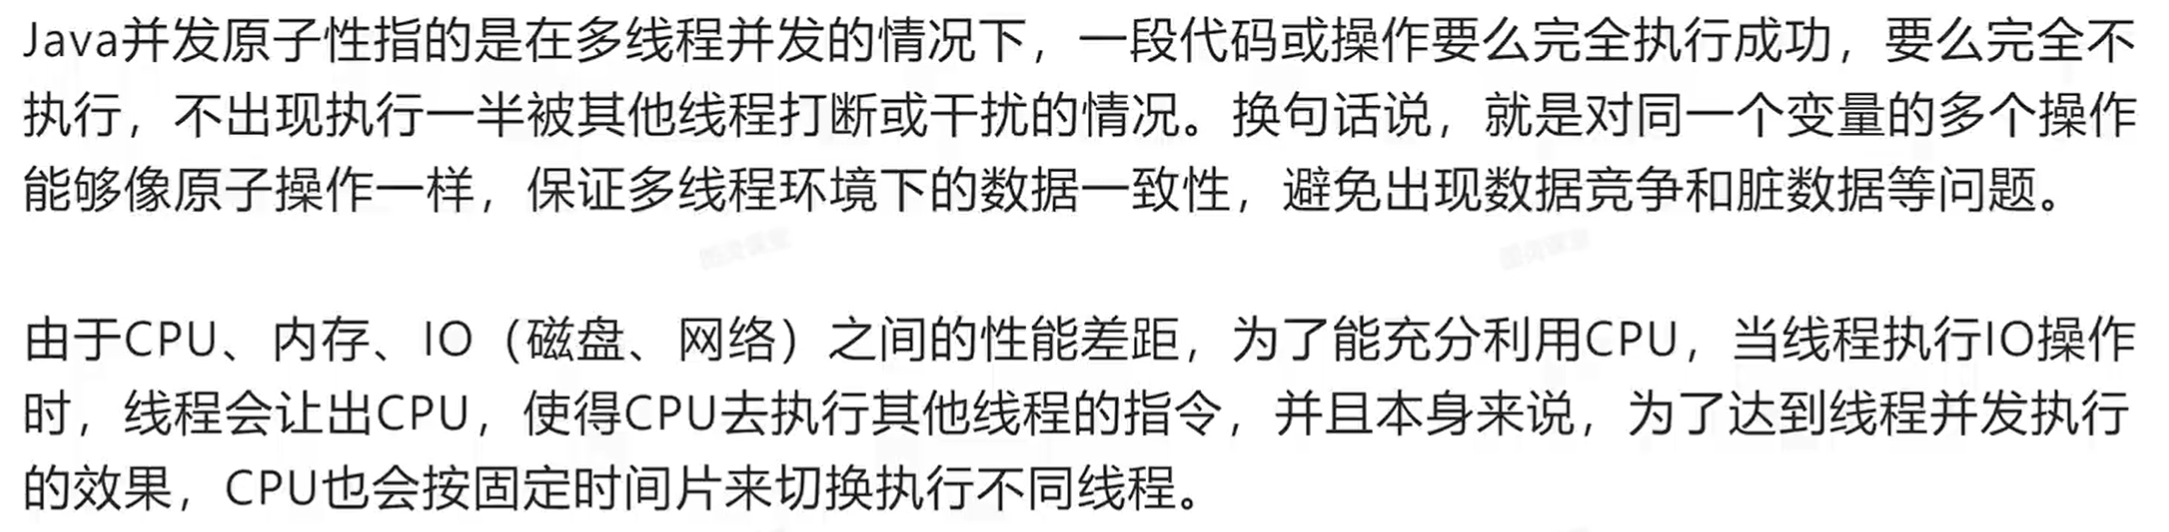 Java并发原子性指的是在多线程并发的情况下，一段代码或操作要么完全执行成功，要么完全不
执行，不出现执行一半被其他线程打断或干扰的情况。换句话说，就是对同一个变量的多个操作
能够像原子操作一样，保证多线程环境下的数据一致性，避免出现数据竞争和脏数据等问题。
由于CPU、内存、IO（磁盘、网络）之间的性能差距，为了能充分利用CPU，当线程执行IO操作
时，线程会让出CPU，使得CPU去执行其他线程的指令，并且本身来说，为了达到线程并发执行
的效果，CPU也会按固定时间片来切换执行不同线程。